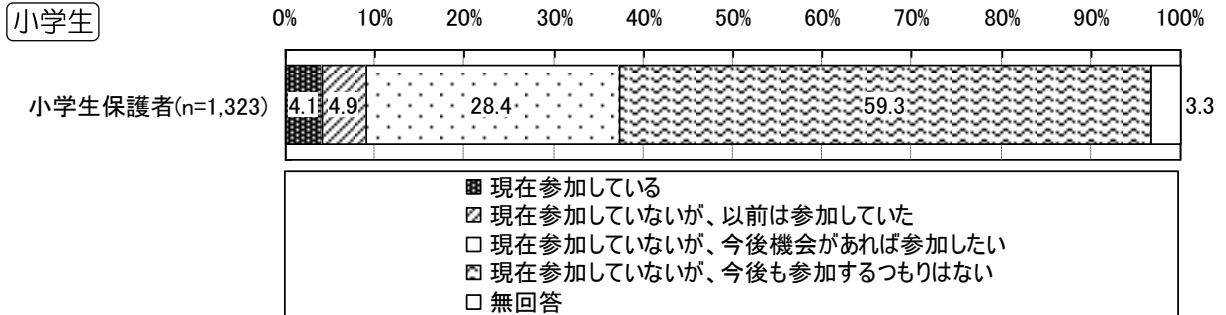 小学生
0% 10% 20% 30% 40% 50% 60% 70% 80% 90% 100%
小学生保護者(n=1,323) 4.1 4.9 28.4 59.3 3.3
現在参加している
現在参加していないが、以前は参加していた
現在参加していないが、今後機会があれば参加したい
現在参加していないが、今後も参加するつもりはない
無回答